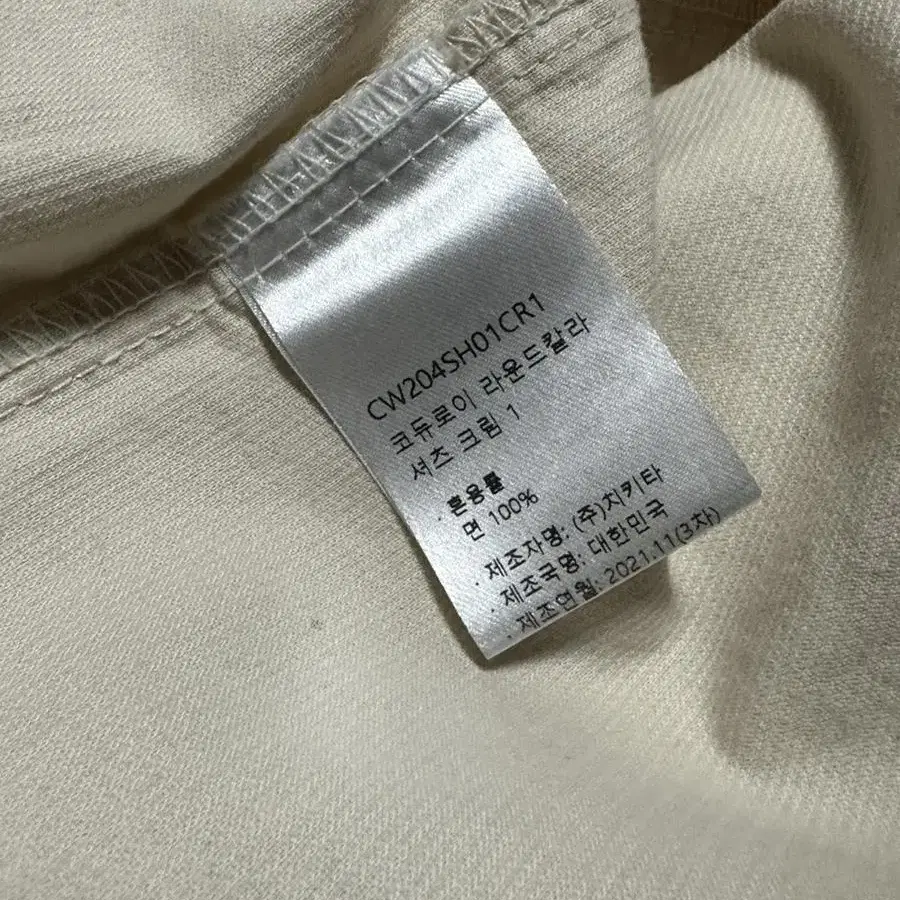 CW204SH01CR1
코듀로이 라운드칼라
셔츠 크림 1
· 혼용률
면 100%
· 제조자명: (주)치키타
· 제조국명: 대한민국
· 제조연월: 2021.11(3차)